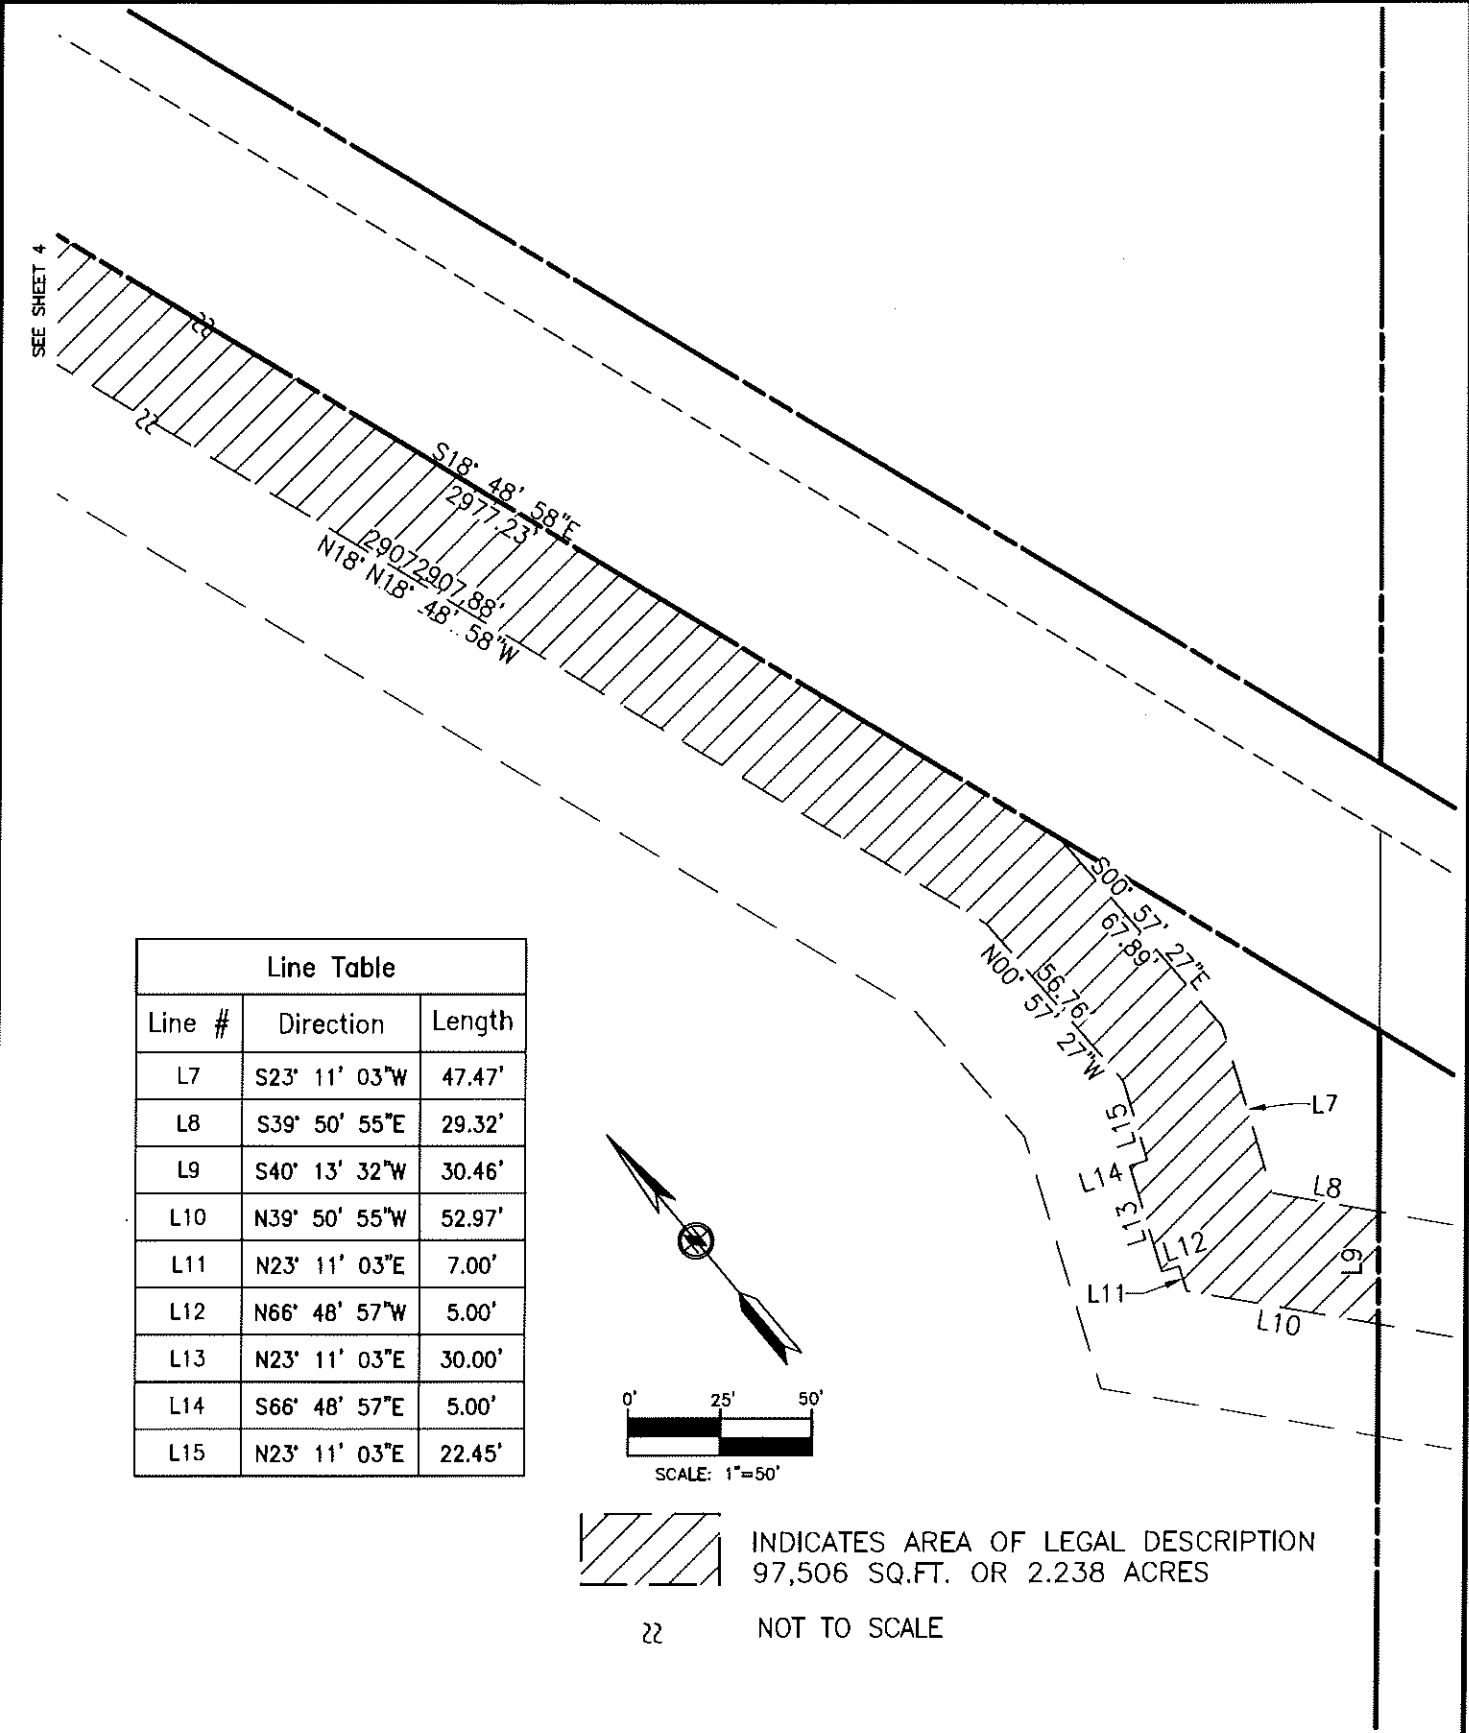 SEE SHEET 4
S18° 48' 58"E
2977.23'
29072907.88'
N18° N18° 48' 58"W
S00° 57' 27"E
67.89'
56.76'
N00° 57' 27"W
L15
L14
L13
L12
L11
L10
L7
L8
L9
Line Table
Line # Direction Length
L7 S23° 11' 03"W 47.47'
L8 S39° 50' 55"E 29.32'
L9 S40° 13' 32"W 30.46'
L10 N39° 50' 55"W 52.97'
L11 N23° 11' 03"E 7.00'
L12 N66° 48' 57"W 5.00'
L13 N23° 11' 03"E 30.00'
L14 S66° 48' 57"E 5.00'
L15 N23° 11' 03"E 22.45'
0' 25' 50'
SCALE: 1"=50'
INDICATES AREA OF LEGAL DESCRIPTION
97,506 SQ.FT. OR 2.238 ACRES
NOT TO SCALE